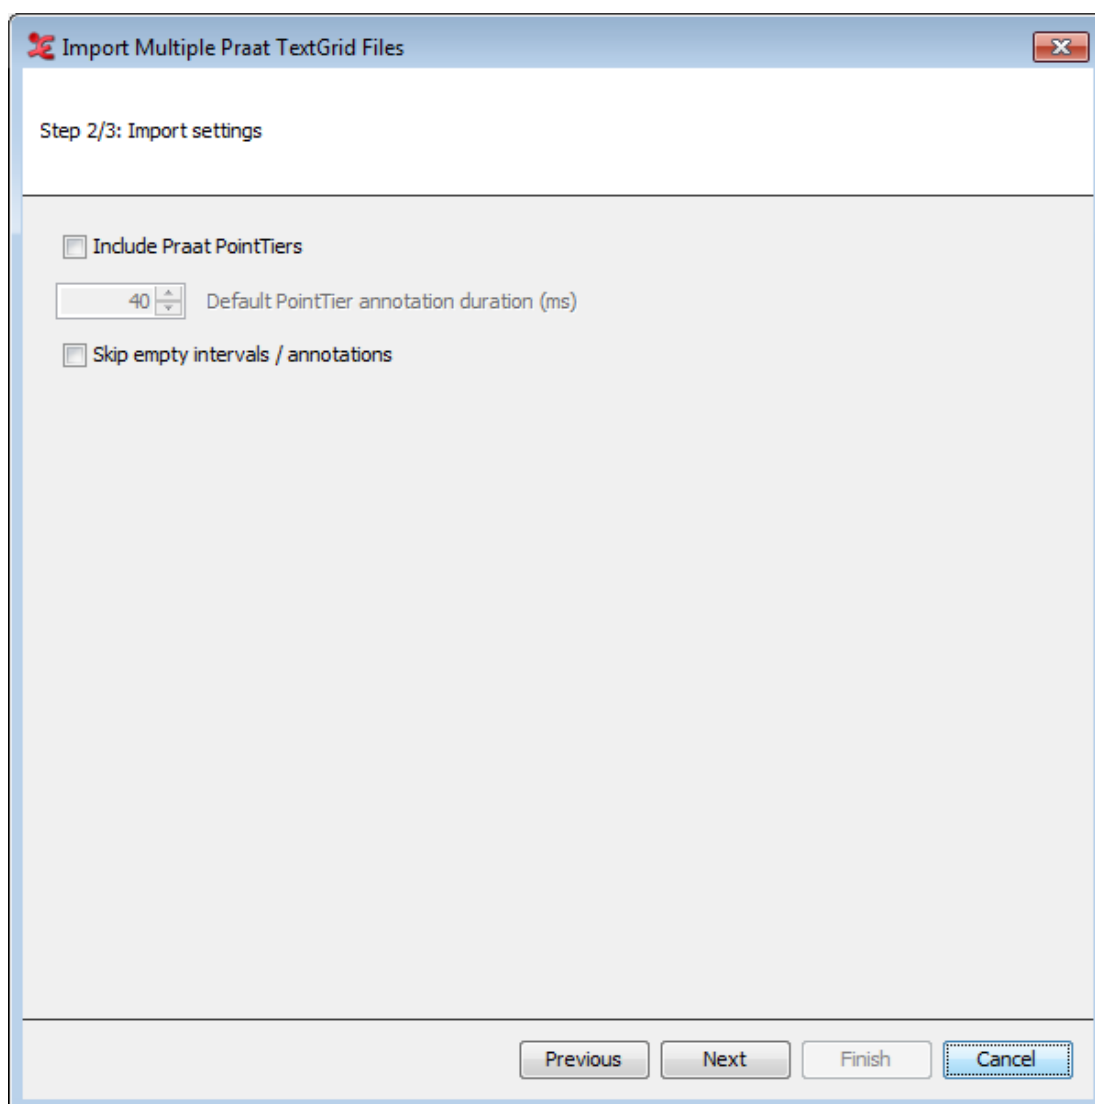 Import Multiple Praat TextGrid Files
Step 2/3: Import settings
Include Praat PointTiers
40 Default PointTier annotation duration (ms)
Skip empty intervals / annotations
Previous Next Finish Cancel